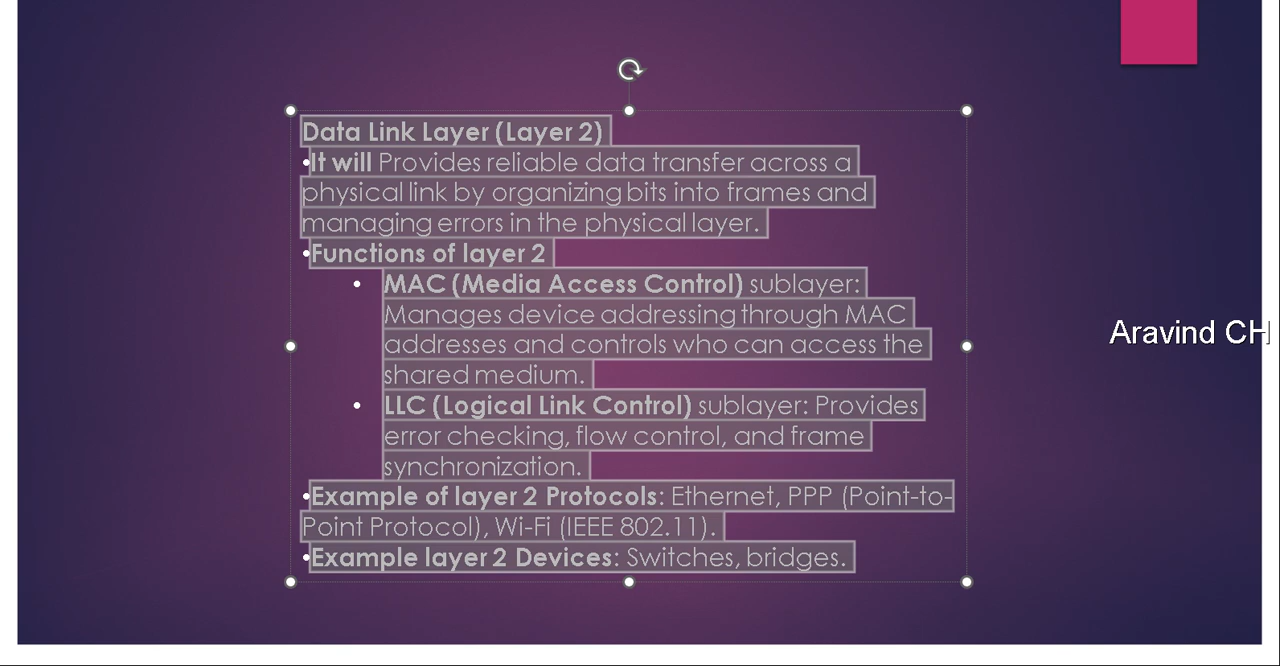 Data Link Layer (Layer 2)
•It will Provides reliable data transfer across a
physical link by organizing bits into frames and
managing errors in the physical layer.
•Functions of layer 2
• MAC (Media Access Control) sublayer:
Manages device addressing through MAC
addresses and controls who can access the
shared medium.
• LLC (Logical Link Control) sublayer: Provides
error checking, flow control, and frame
synchronization.
•Example of layer 2 Protocols: Ethernet, PPP (Point-to-
Point Protocol), Wi-Fi (IEEE 802.11).
•Example layer 2 Devices: Switches, bridges.
Aravind CH